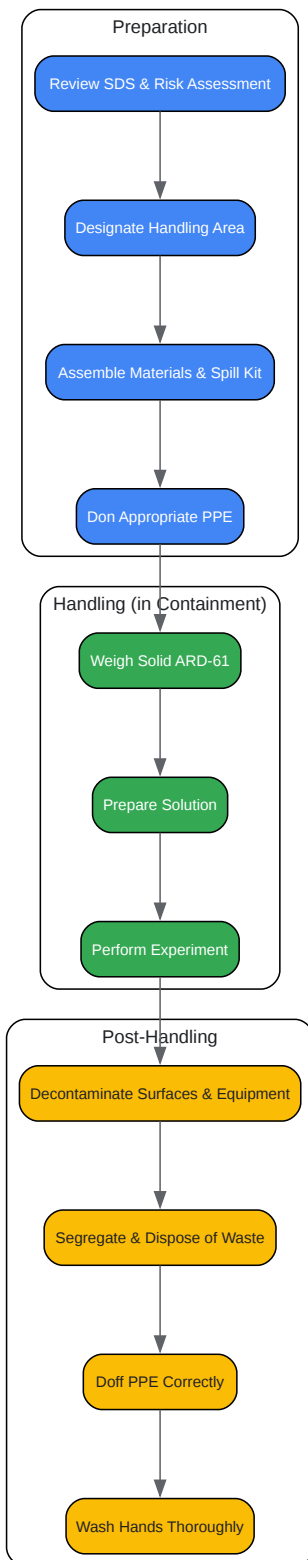 Preparation
Review SDS & Risk Assessment
Designate Handling Area
Assemble Materials & Spill Kit
Don Appropriate PPE
Handling (in Containment)
Weigh Solid ARD-61
Prepare Solution
Perform Experiment
Post-Handling
Decontaminate Surfaces & Equipment
Segregate & Dispose of Waste
Doff PPE Correctly
Wash Hands Thoroughly